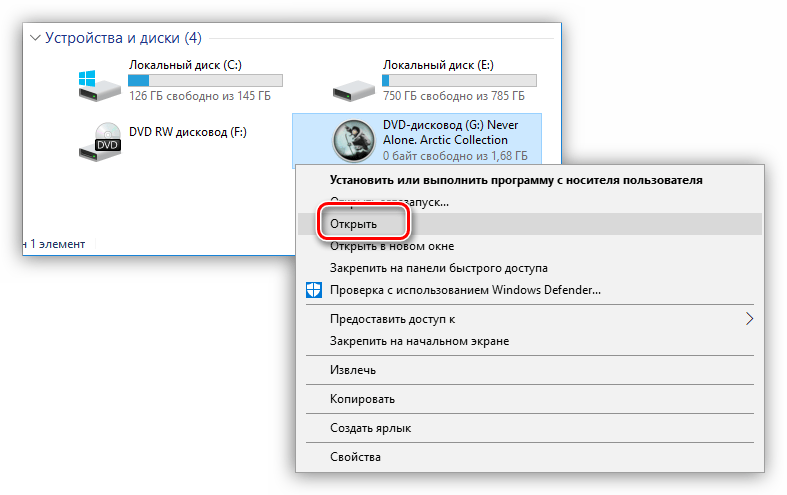 Устройства и диски (4)
Локальный диск (C:)
126 ГБ свободно из 145 ГБ
Локальный диск (E:)
750 ГБ свободно из 785 ГБ
DVD
DVD RW дисковод (F:)
DVD-дисковод (G:) Never
Alone. Arctic Collection
0 байт свободно из 1,68 ГБ
н 1 элемент
Установить или выполнить программу с носителя пользователя
Открыть автозапуск...
Открыть
Открыть в новом окне
Закрепить на панели быстрого доступа
Проверка с использованием Windows Defender...
Предоставить доступ к
Закрепить на начальном экране
Извлечь
Копировать
Создать ярлык
Свойства